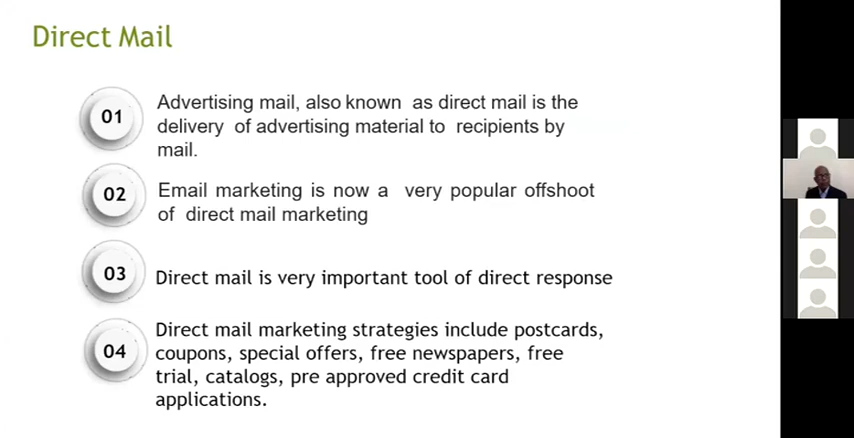 Direct Mail
01
Advertising mail, also known as direct mail is the
delivery of advertising material to recipients by
mail.
02
Email marketing is now a very popular offshoot
of direct mail marketing
03
Direct mail is very important tool of direct response
04
Direct mail marketing strategies include postcards,
coupons, special offers, free newspapers, free
trial, catalogs, pre approved credit card
applications.